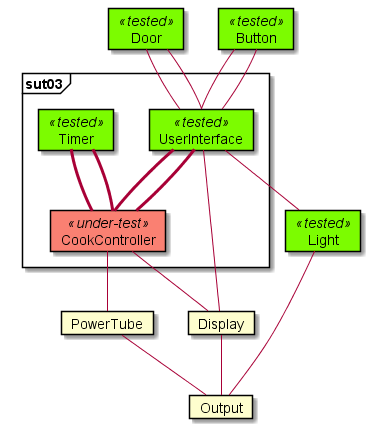 «tested»
Door
«tested»
Button
sut03
«tested»
Timer
«tested»
UserInterface
«under-test»
CookController
«tested»
Light
PowerTube
Display
Output